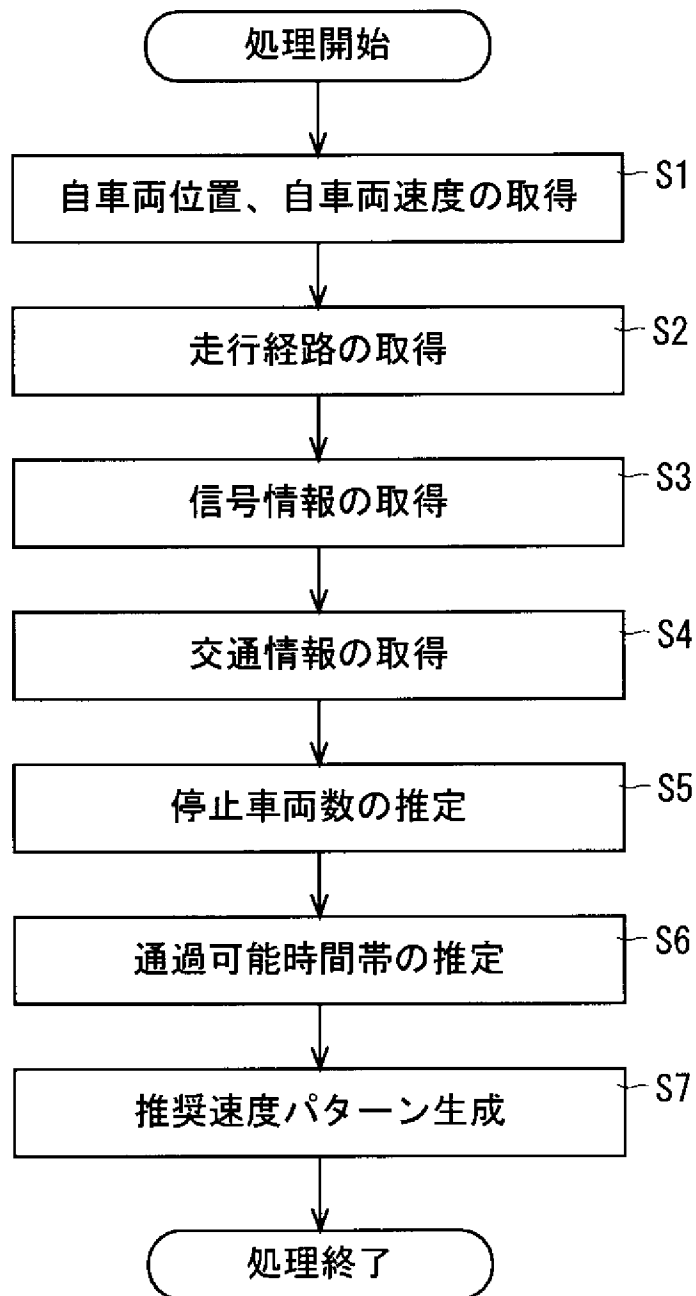 処理開始
自車両位置、自車両速度の取得
S1
走行経路の取得
S2
信号情報の取得
S3
交通情報の取得
S4
停止車両数の推定
S5
通過可能時間帯の推定
S6
推奨速度パターン生成
S7
処理終了